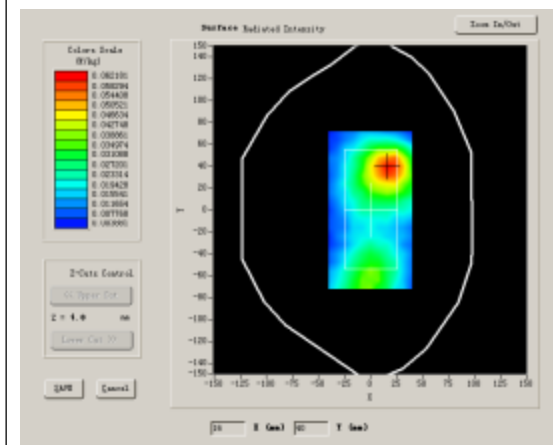 Surface Radiated Intensity
Zoom In/Out
Colors Scale
(W/kg)
0.062181
0.058294
0.054408
0.050521
0.046634
0.042748
0.038861
0.034974
0.031088
0.027201
0.023314
0.019428
0.015541
0.011654
0.007768
0.003881
Z-Cuts Control
Upper Cut
Z = 4.0 mm
Lower Cut >>
SAVE
Cancel
150
140
120
100
80
60
40
20
0
-20
-40
-60
-80
-100
-120
-140
-150
Y
-150 -125 -100 -75 -50 -25 0 25 50 75 100 125 150
X
X (mm)
Y (mm)